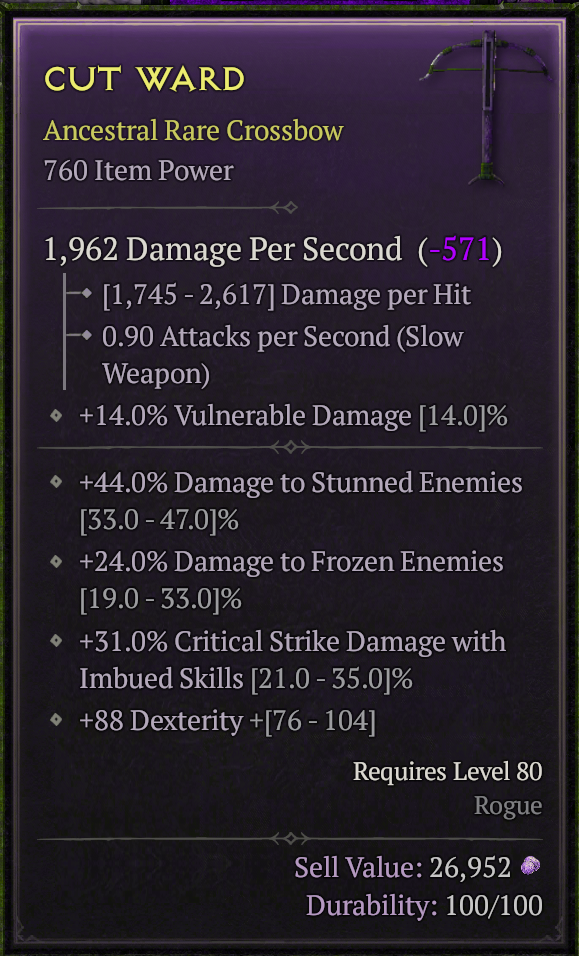 CUT WARD
Ancestral Rare Crossbow
760 Item Power
1,962 Damage Per Second (-571)
[1,745 - 2,617] Damage per Hit
0.90 Attacks per Second (Slow
Weapon)
+14.0% Vulnerable Damage [14.0]%
+44.0% Damage to Stunned Enemies
[33.0 - 47.0]%
+24.0% Damage to Frozen Enemies
[19.0 - 33.0]%
+31.0% Critical Strike Damage with
Imbued Skills [21.0 - 35.0]%
+88 Dexterity +[76 - 104]
Requires Level 80
Rogue
Sell Value: 26,952
Durability: 100/100